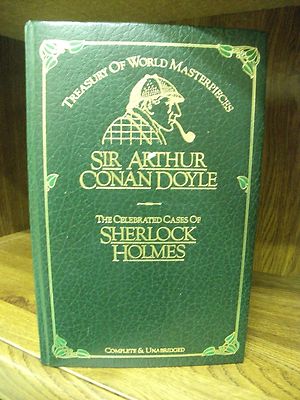 Treasury Of World Masterpieces
Sir Arthur
Conan Doyle
The Celebrated Cases Of
Sherlock
Holmes
Complete & Unabridged